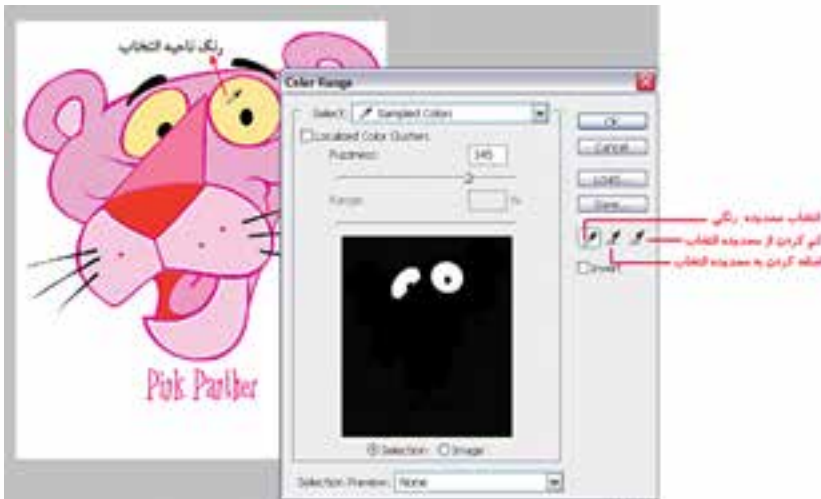 رنگ ناحیه انتخاب
Color Range
Select: Sampled Colors
OK
Localized Color Clusters
Cancel
Fuzziness:
Load...
Range: %
Save...
انتخاب محدوده رنگی
کم کردن از محدوده انتخاب
اضافه کردن به محدوده انتخاب
Invert
Pink Panther
Selection Image
Selection Preview: None